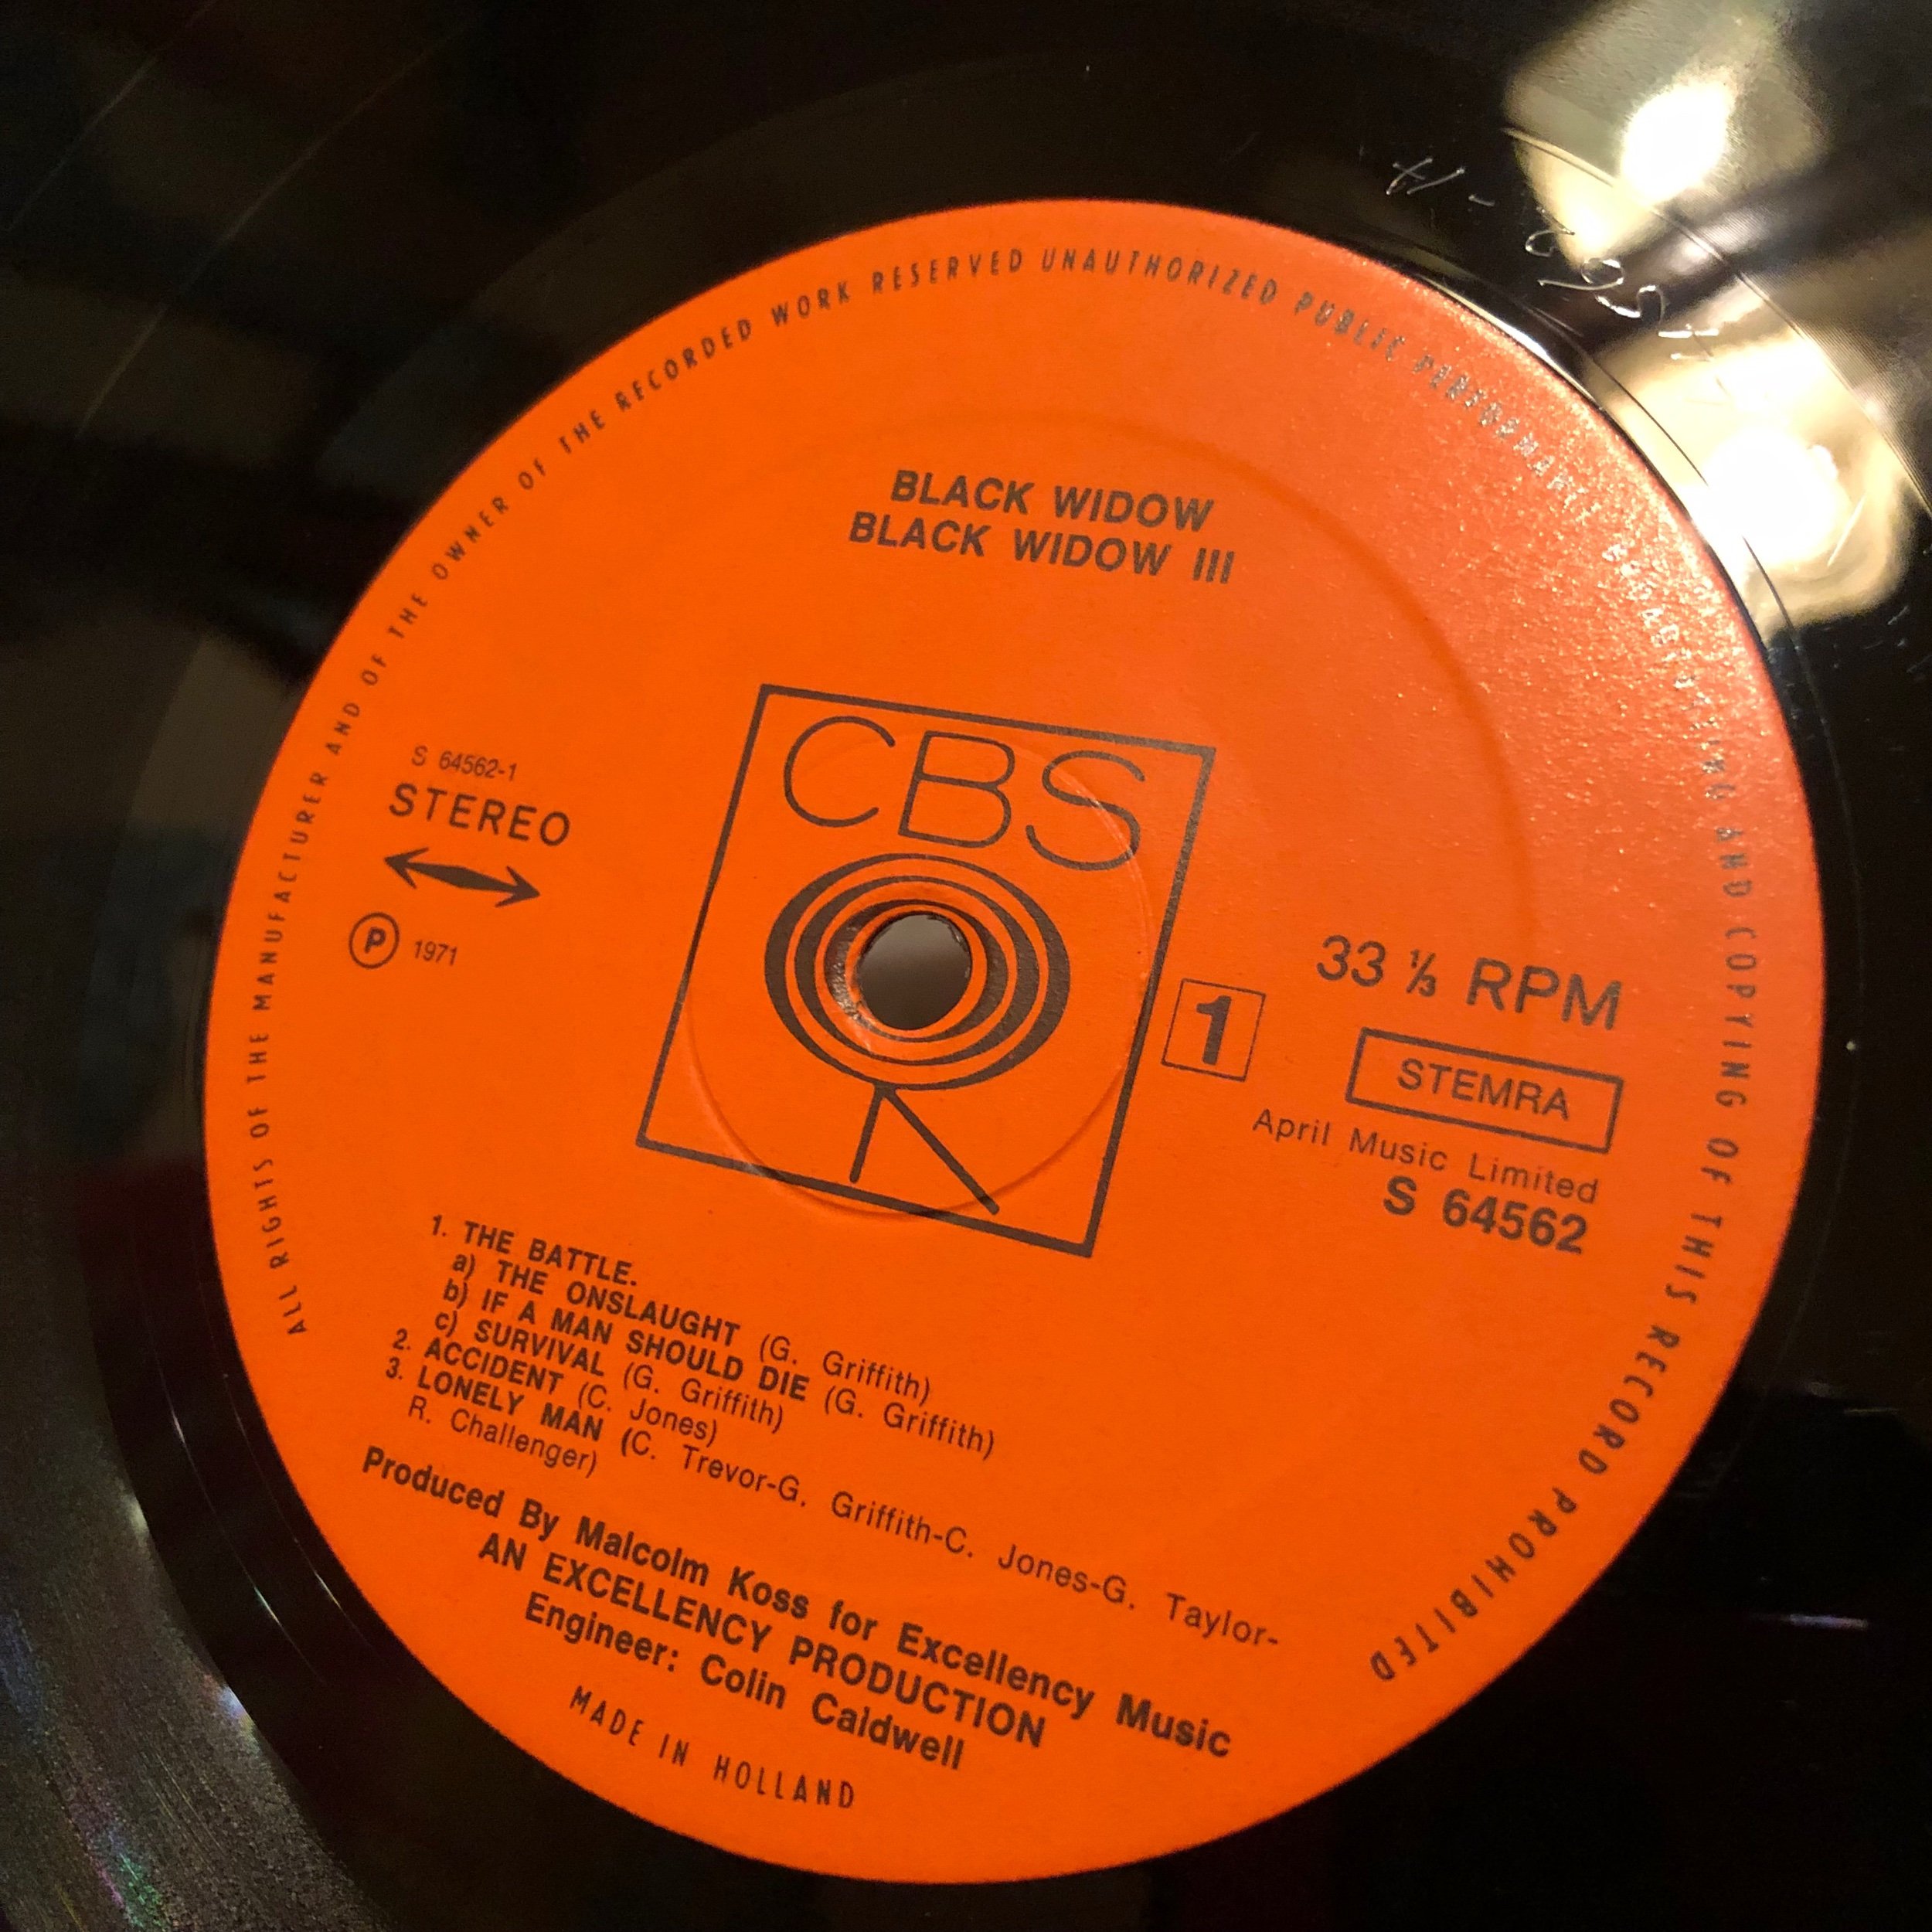 ALL RIGHTS OF THE MANUFACTURER AND OF THE OWNER OF THE RECORDED WORK RESERVED UNAUTHORIZED PUBLIC PERFORMANCE BROADCASTING AND COPYING OF THIS RECORD PROHIBITED
BLACK WIDOW
BLACK WIDOW III
CBS
S 64562-1
STEREO
P 1971
1
33 ⅓ RPM
STEMRA
April Music Limited
S 64562
1. THE BATTLE.
a) THE ONSLAUGHT (G. Griffith)
b) IF A MAN SHOULD DIE (G. Griffith)
c) SURVIVAL (G. Griffith)
2. ACCIDENT (C. Jones)
3. LONELY MAN (C. Trevor-G. Griffith-C. Jones-G. Taylor-
R. Challenger)
Produced By Malcolm Koss for Excellency Music
AN EXCELLENCY PRODUCTION
Engineer: Colin Caldwell
MADE IN HOLLAND